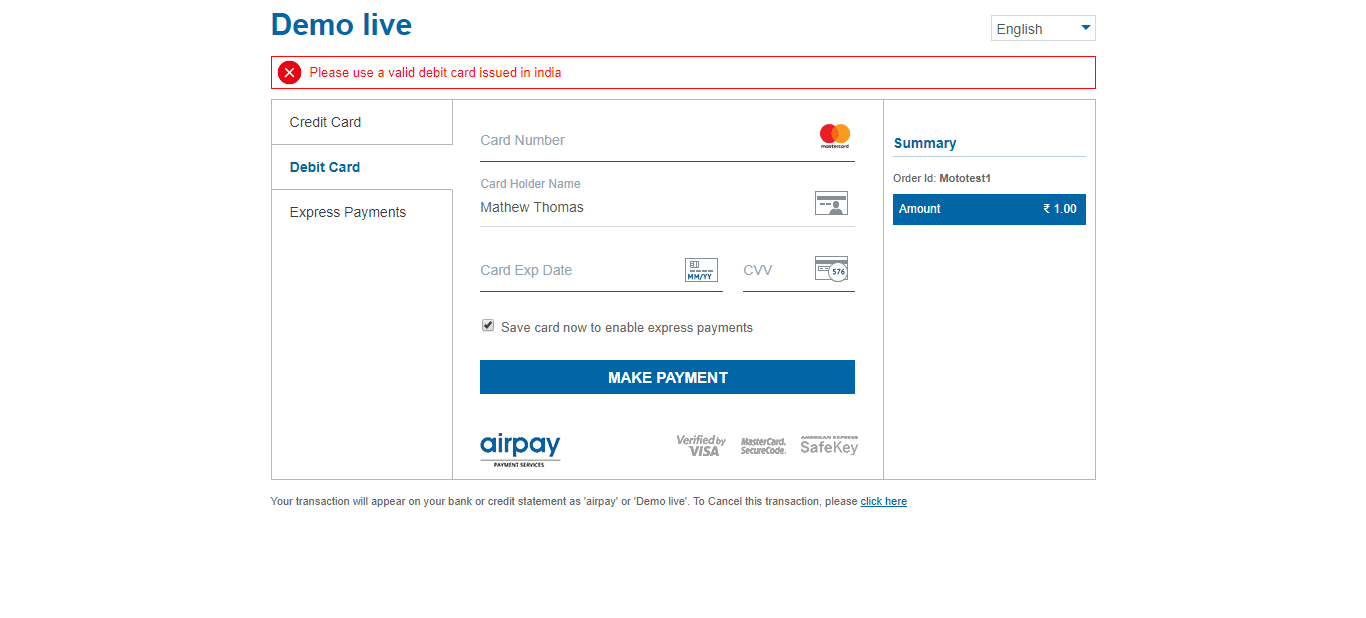 Demo live
English
Please use a valid debit card issued in india
Credit Card
Debit Card
Express Payments
Card Number
mastercard
Card Holder Name
Mathew Thomas
Card Exp Date
MM/YY
CVV
576
Save card now to enable express payments
MAKE PAYMENT
airpay
PAYMENT SERVICES
Verified by
VISA
MasterCard.
SecureCode.
AMERICAN EXPRESS
SafeKey
Summary
Order Id: Mototest1
Amount ₹ 1.00
Your transaction will appear on your bank or credit statement as 'airpay' or 'Demo live'. To Cancel this transaction, please click here